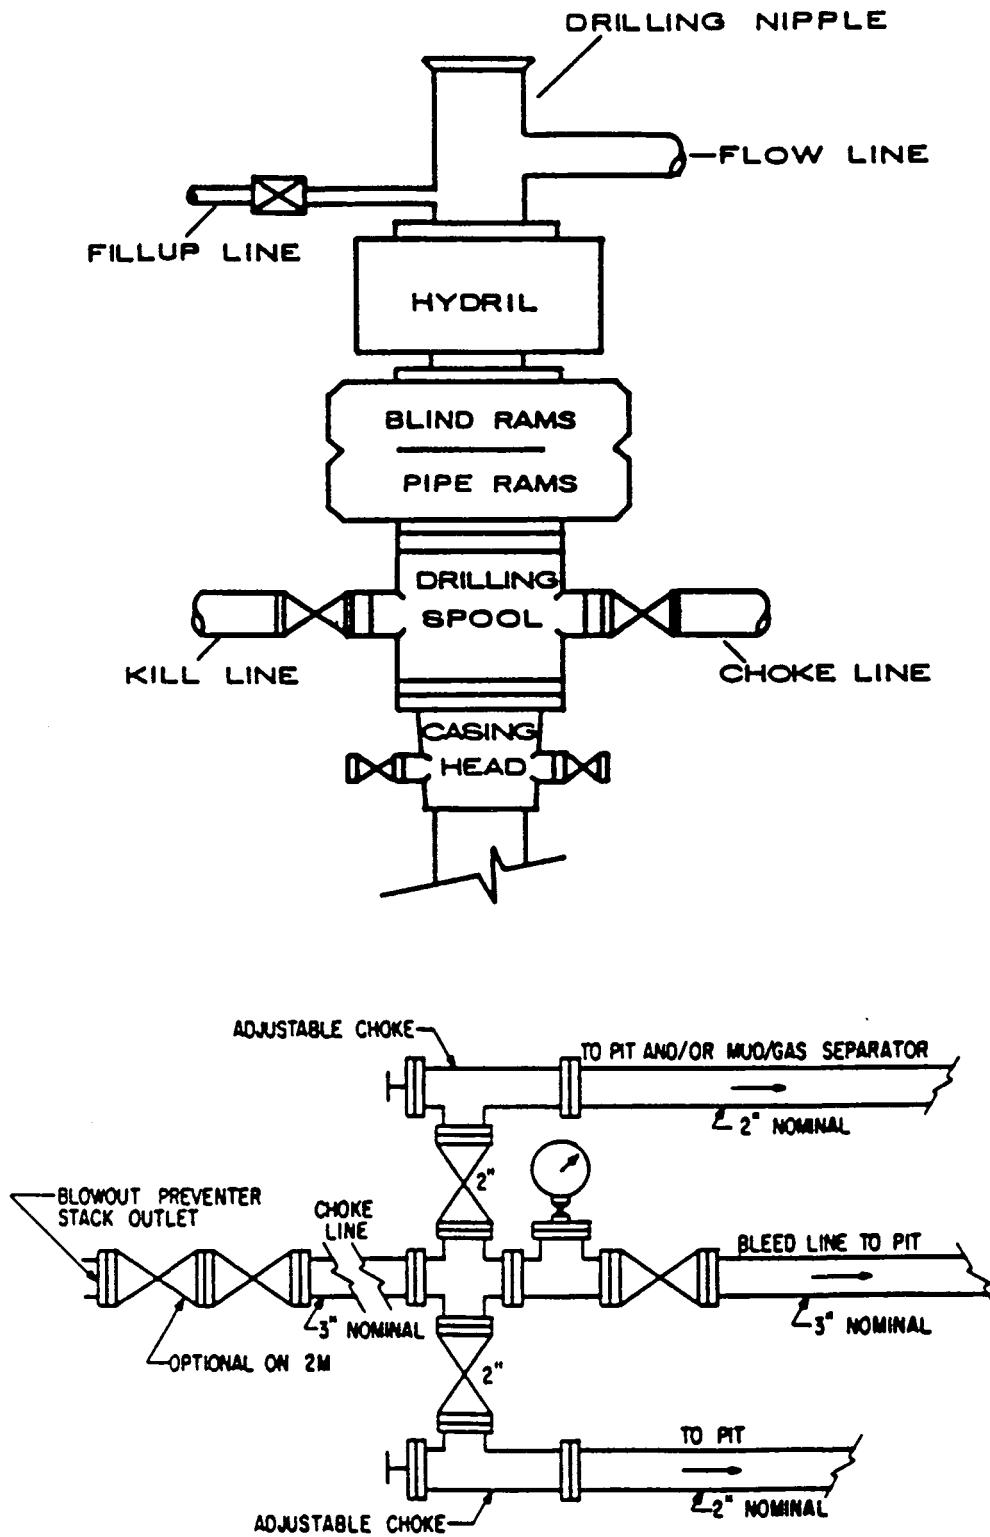 DRILLING NIPPLE
FLOW LINE
FILLUP LINE
HYDRIL
BLIND RAMS
PIPE RAMS
DRILLING
SPOOL
KILL LINE
CHOKE LINE
CASING
HEAD
ADJUSTABLE CHOKE
TO PIT AND/OR MUD/GAS SEPARATOR
2" NOMINAL
2"
BLOWOUT PREVENTER
STACK OUTLET
CHOKE
LINE
BLEED LINE TO PIT
3" NOMINAL
3" NOMINAL
OPTIONAL ON 2M
2"
TO PIT
2" NOMINAL
ADJUSTABLE CHOKE